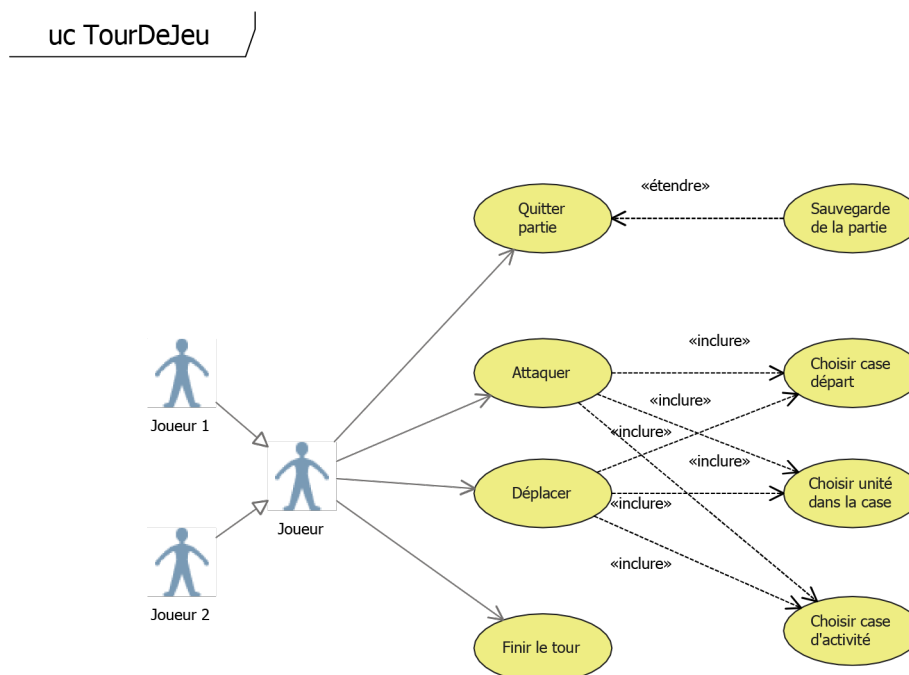 uc TourDeJeu
«étendre»
Quitter
partie
Sauvegarde
de la partie
«inclure»
Attaquer
Choisir case
départ
«inclure»
«inclure»
«inclure»
Déplacer
Choisir unité
dans la case
«inclure»
«inclure»
Joueur 1
Joueur
Joueur 2
Choisir case
d'activité
Finir le tour